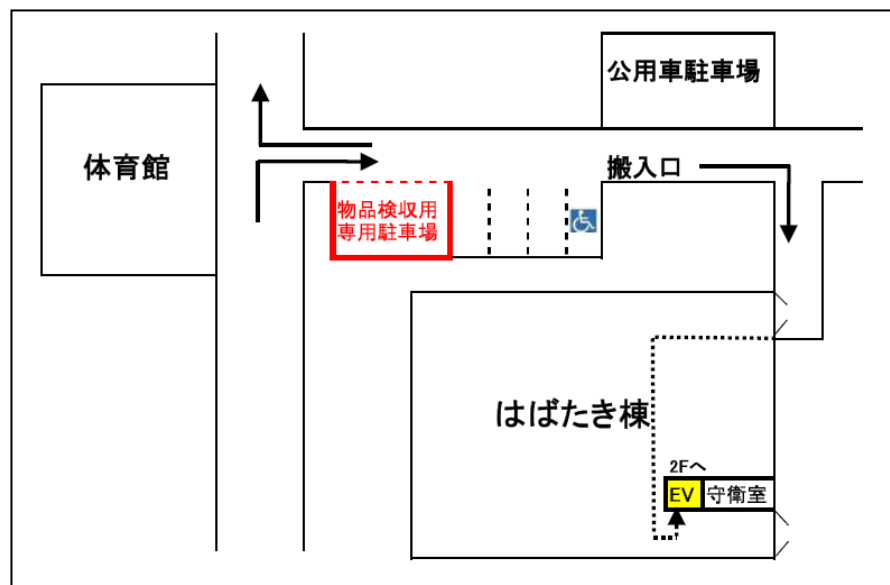 公用車駐車場
体育館
搬入口
物品検収用
専用駐車場
はばたき棟
2Fへ
EV
守衛室